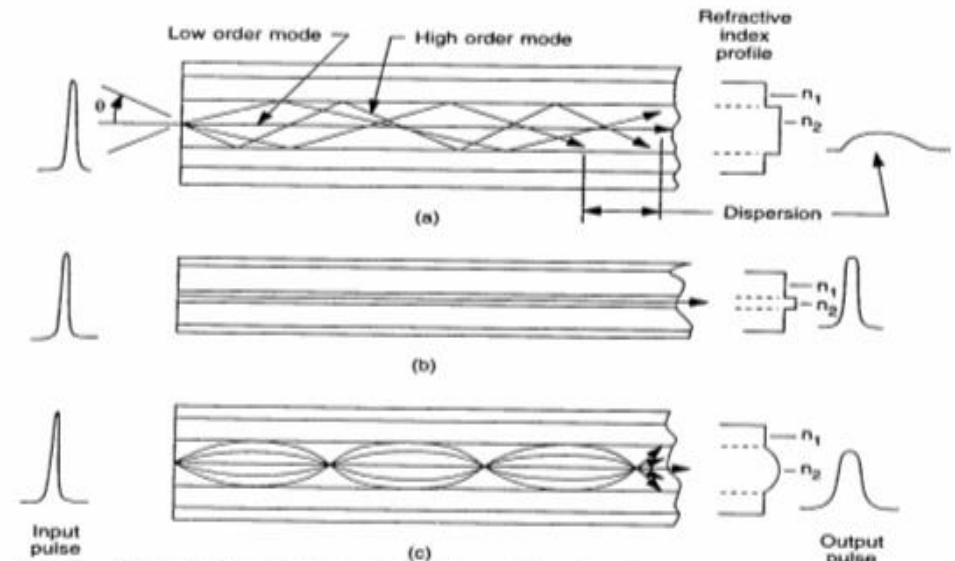 Refractive
index
profile
Low order mode
High order mode
θ
n1
n2
Dispersion
(a)
n1
n2
(b)
n1
n2
Input
pulse
(c)
Output
pulse